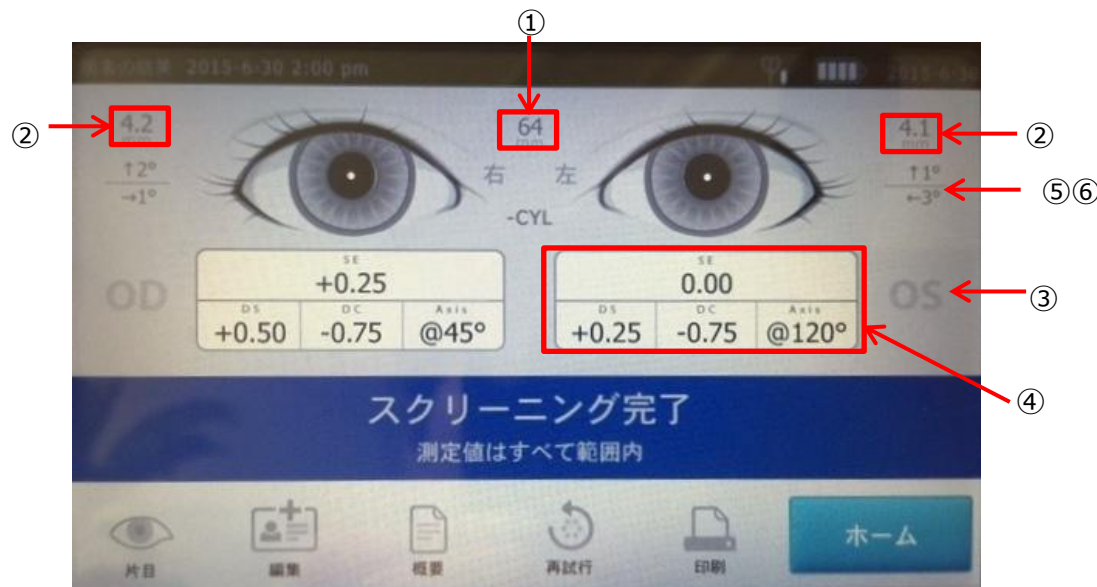 ①
2015-6-30 2:00 pm
② 4.2 mm
64 mm
4.1 mm ②
↑2°
→1°
右 左
↑1°
←3°
⑤⑥
-CYL
OD
SE
+0.25
DS DC Axis
+0.50 -0.75 @45°
SE
0.00
DS DC Axis
+0.25 -0.75 @120°
OS
③
④
スクリーニング完了
測定値はすべて範囲内
片目 編集 概要 再試行 印刷 ホーム